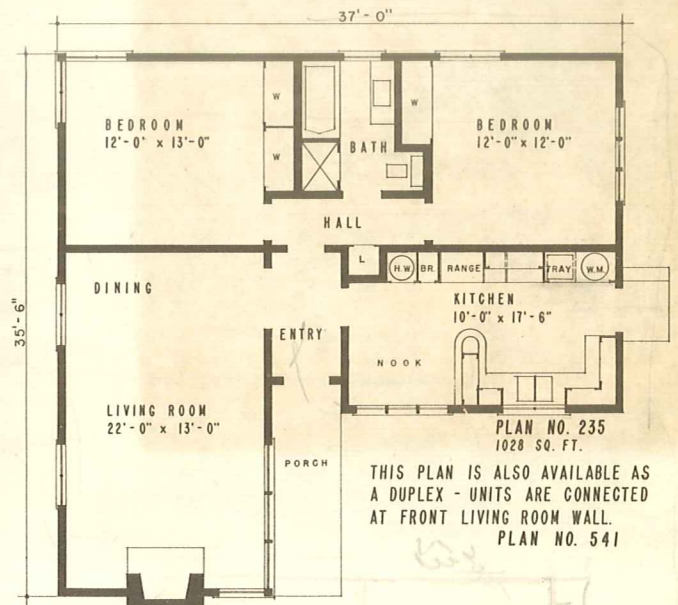 37'-0"
BEDROOM
12'-0" x 13'-0"
W
W
BATH
W
BEDROOM
12'-0" x 12'-0"
HALL
L
H.W.
BR.
RANGE
TRAY
W.M.
DINING
35'-6"
KITCHEN
10'-0" x 17'-6"
ENTRY
NOOK
LIVING ROOM
22'-0" x 13'-0"
PORCH
PLAN NO. 235
1028 SQ. FT.
THIS PLAN IS ALSO AVAILABLE AS
A DUPLEX - UNITS ARE CONNECTED
AT FRONT LIVING ROOM WALL.
PLAN NO. 541